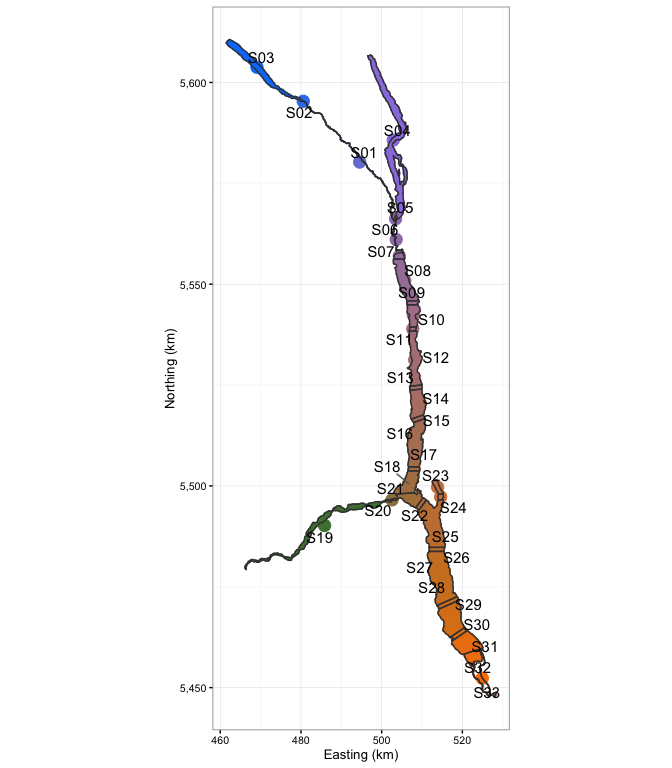 S03
5,600
S02
S04
S01
S05
S06
S07
S08
5,550
S09
S10
S11
S12
S13
S14
S15
S16
S17
S18
S23
S21
5,500
S24
S20
S22
S19
S25
S26
S27
S28
S29
S30
S31
S32
5,450
S33
Northing (km)
460
480
500
520
Easting (km)